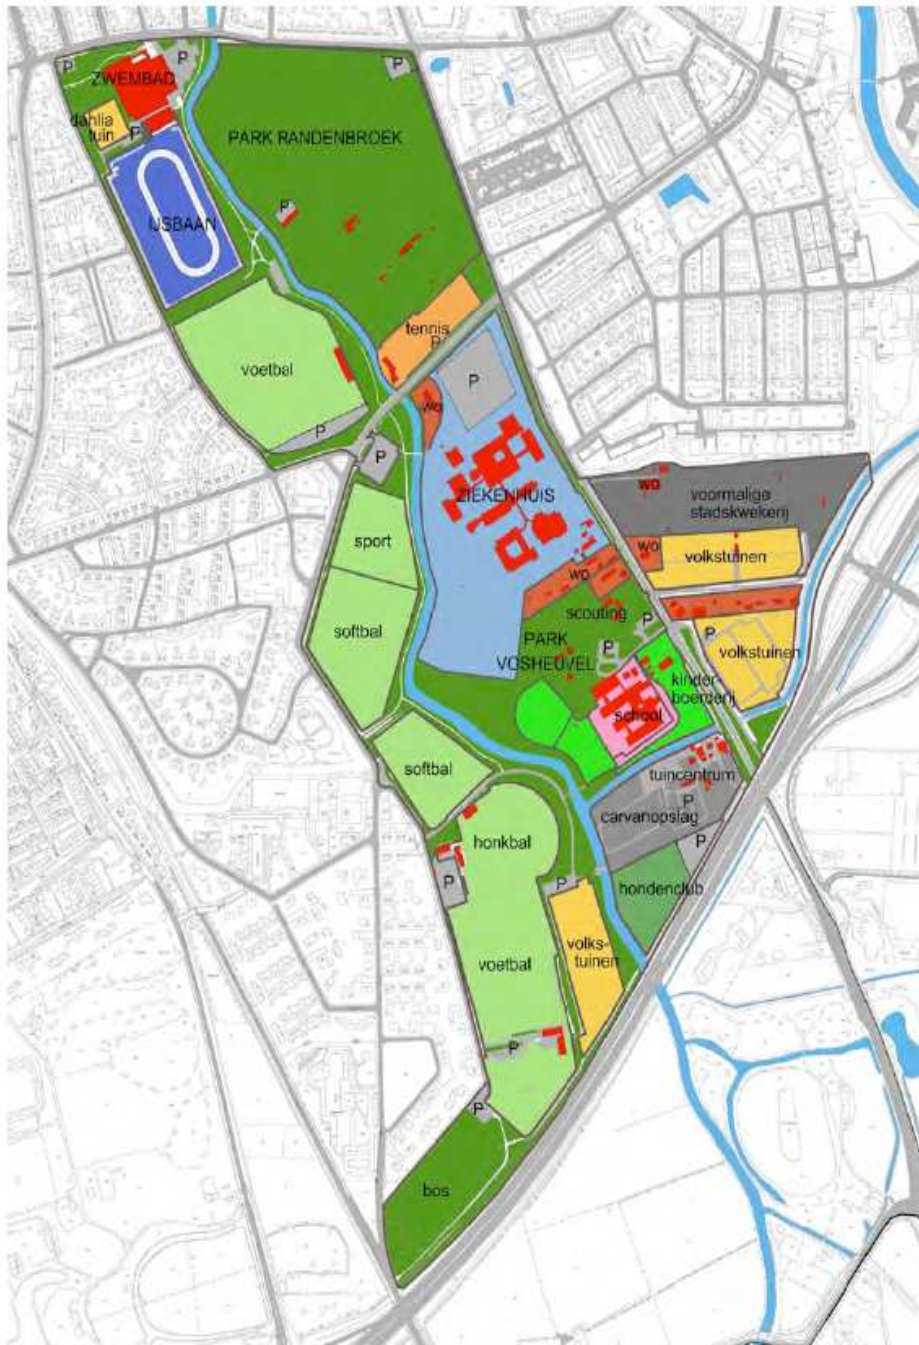 P
P
P
ZWEMBAD
dahlia
tuin
P
PARK RANDENBROEK
P
IJSBAAN
tennis
P
voetbal
P
wo
P
P
ZIEKENHUIS
wo
voormalige
stadskwekerij
sport
wo
volkstuinen
wo
scouting
softbal
PARK
VOSHEUVEL
P
P
P
volkstuinen
kinder-
boerderij
school
softbal
tuincentrum
P
carvanopslag
P
honkbal
P
P
hondenclub
volks-
tuinen
voetbal
P
P
bos